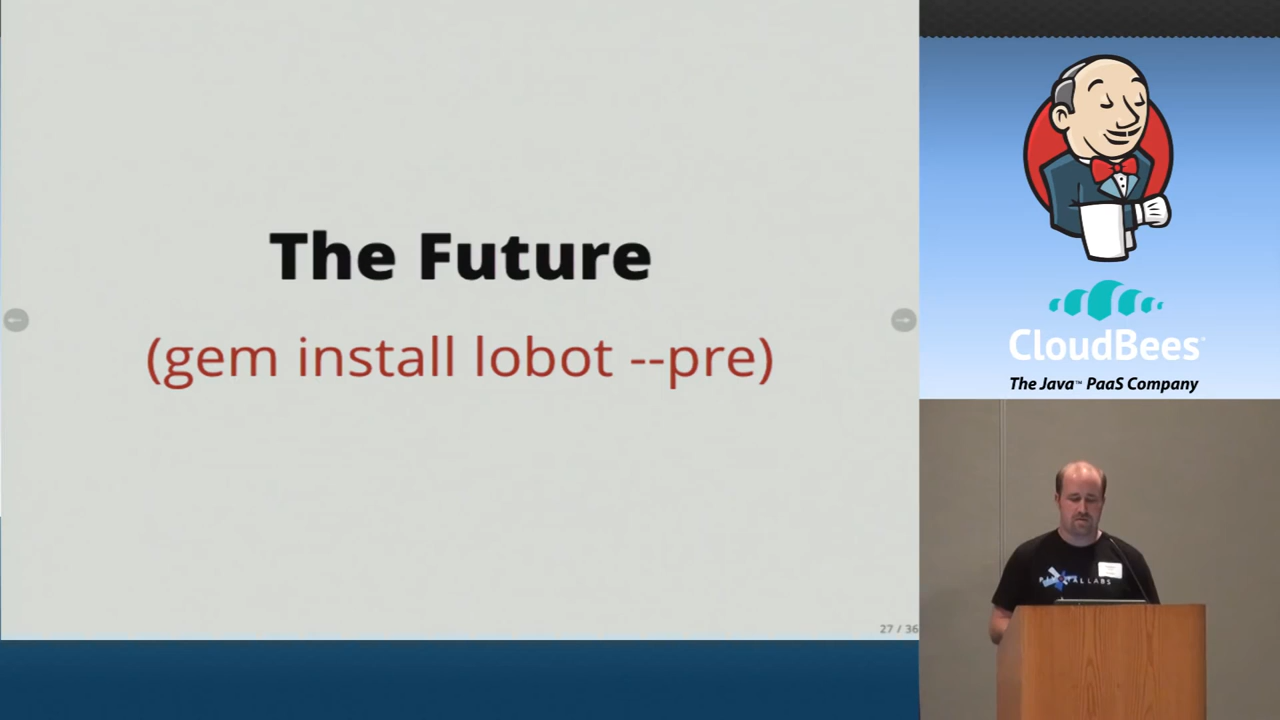 The Future
(gem install lobot --pre)
27 / 36
CloudBees
The Java™ PaaS Company